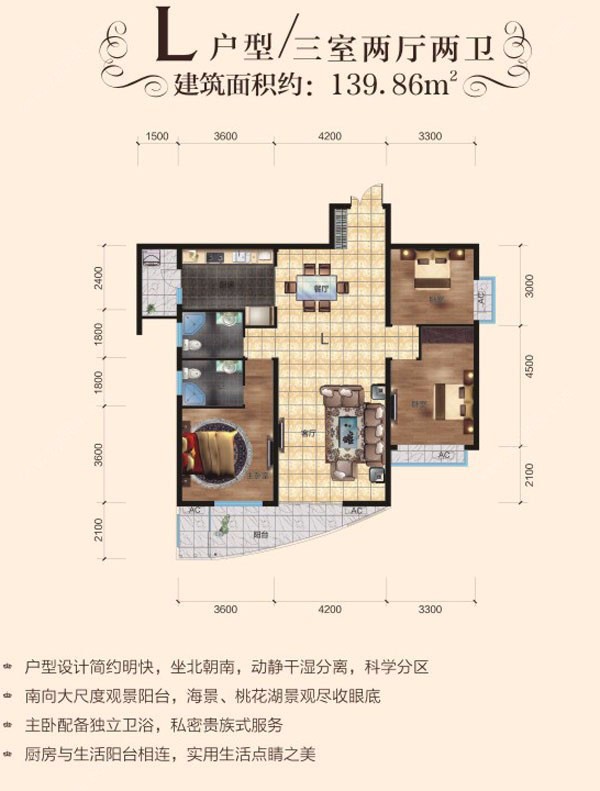 L户型/三室两厅两卫
建筑面积约：139.86m²
1500 3600 4200 3300
2400
1800
1800
3600
2100
3000
4500
2100
厨房
餐厅
卧室
AC
L
卧室
客厅
主卧室
AC
AC
AC
阳台
3600 4200 3300
户型设计简约明快，坐北朝南，动静干湿分离，科学分区
南向大尺度观景阳台，海景、桃花湖景观尽收眼底
主卧配备独立卫浴，私密贵族式服务
厨房与生活阳台相连，实用生活点睛之美